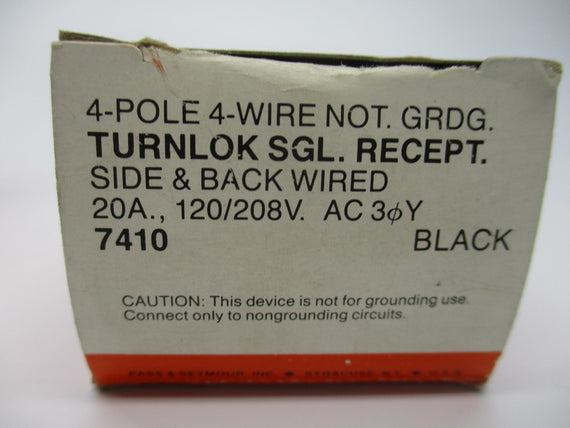 4-POLE 4-WIRE NOT. GRDG.
TURNLOK SGL. RECEPT.
SIDE & BACK WIRED
20A., 120/208V. AC 3ϕY
7410 BLACK
CAUTION: This device is not for grounding use.
Connect only to nongrounding circuits.
PASS & SEYMOUR, INC. ★ SYRACUSE, N.Y. ★ U.S.A.